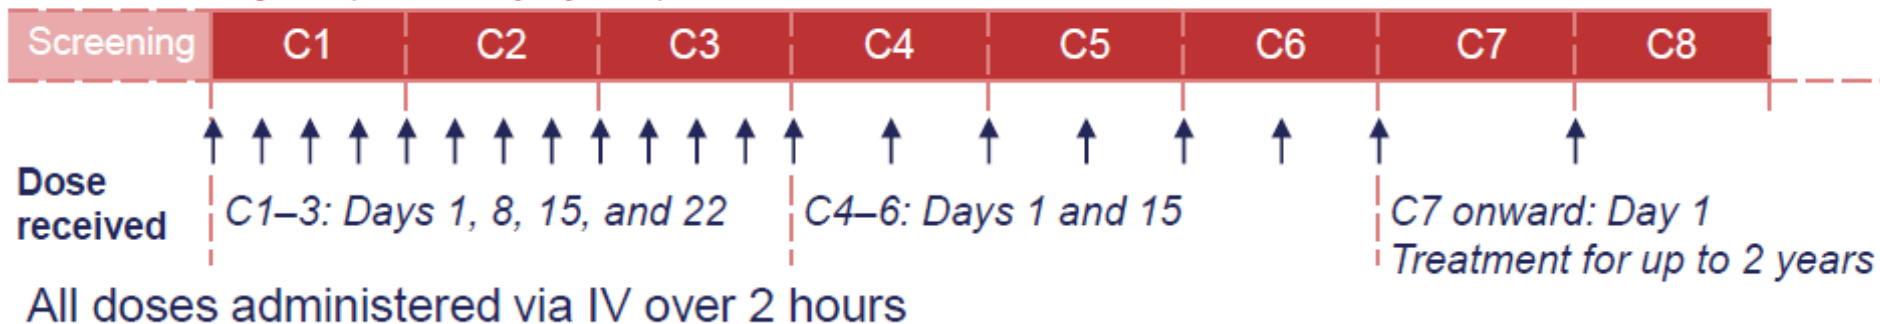 Screening C1 C2 C3 C4 C5 C6 C7 C8
Dose
received
C1–3: Days 1, 8, 15, and 22
C4–6: Days 1 and 15
C7 onward: Day 1
Treatment for up to 2 years
All doses administered via IV over 2 hours